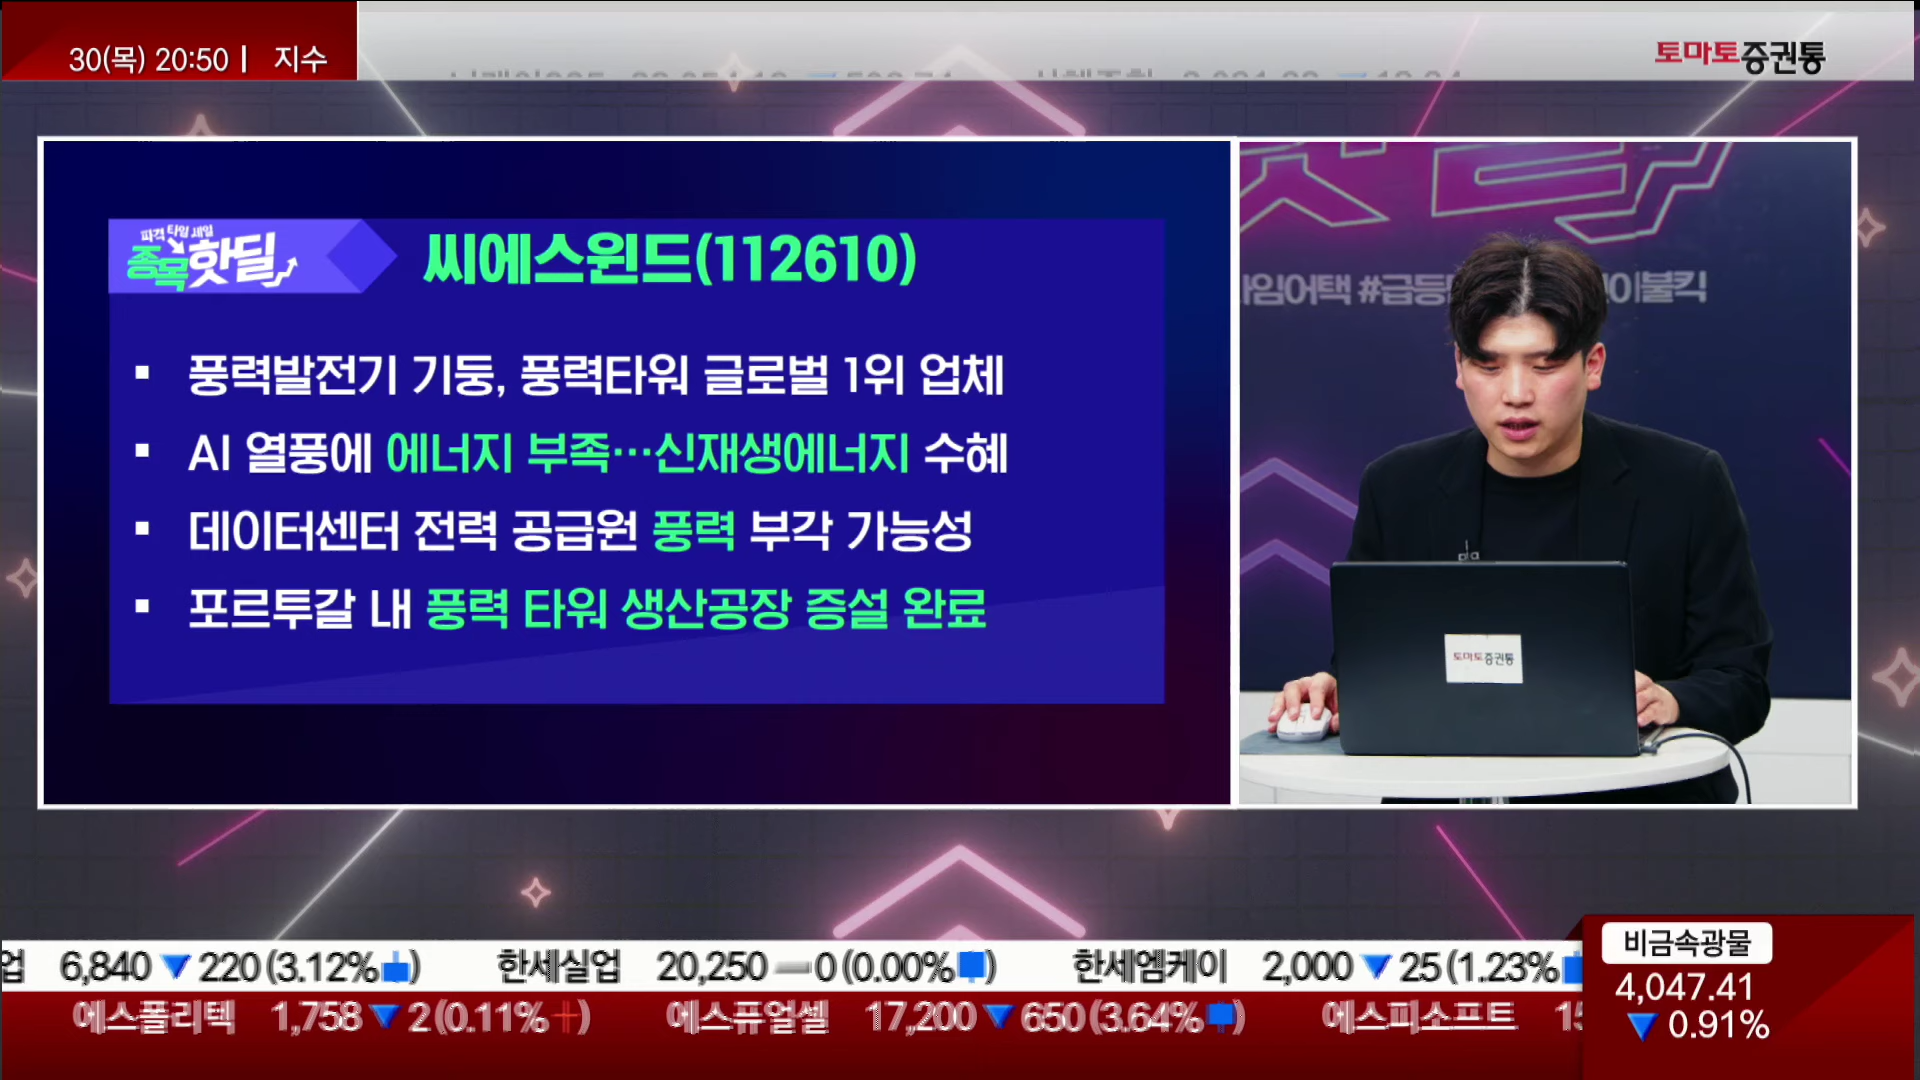 30(목) 20:50 | 지수
토마토증권통
파격 타임 세일
종목핫딜
씨에스윈드(112610)
▪ 풍력발전기 기둥, 풍력타워 글로벌 1위 업체
▪ AI 열풍에 에너지 부족…신재생에너지 수혜
▪ 데이터센터 전력 공급원 풍력 부각 가능성
▪ 포르투갈 내 풍력 타워 생산공장 증설 완료
토마토증권통
업 6,840 ▼ 220 (3.12%) 한세실업 20,250 0 (0.00%) 한세엠케이 2,000 ▼ 25 (1.23%
에스폴리텍 1,758 ▼ 2 (0.11%) 에스퓨얼셀 17,200 ▼ 650 (3.64%) 에스피소프트
비금속광물
4,047.41
▼ 0.91%